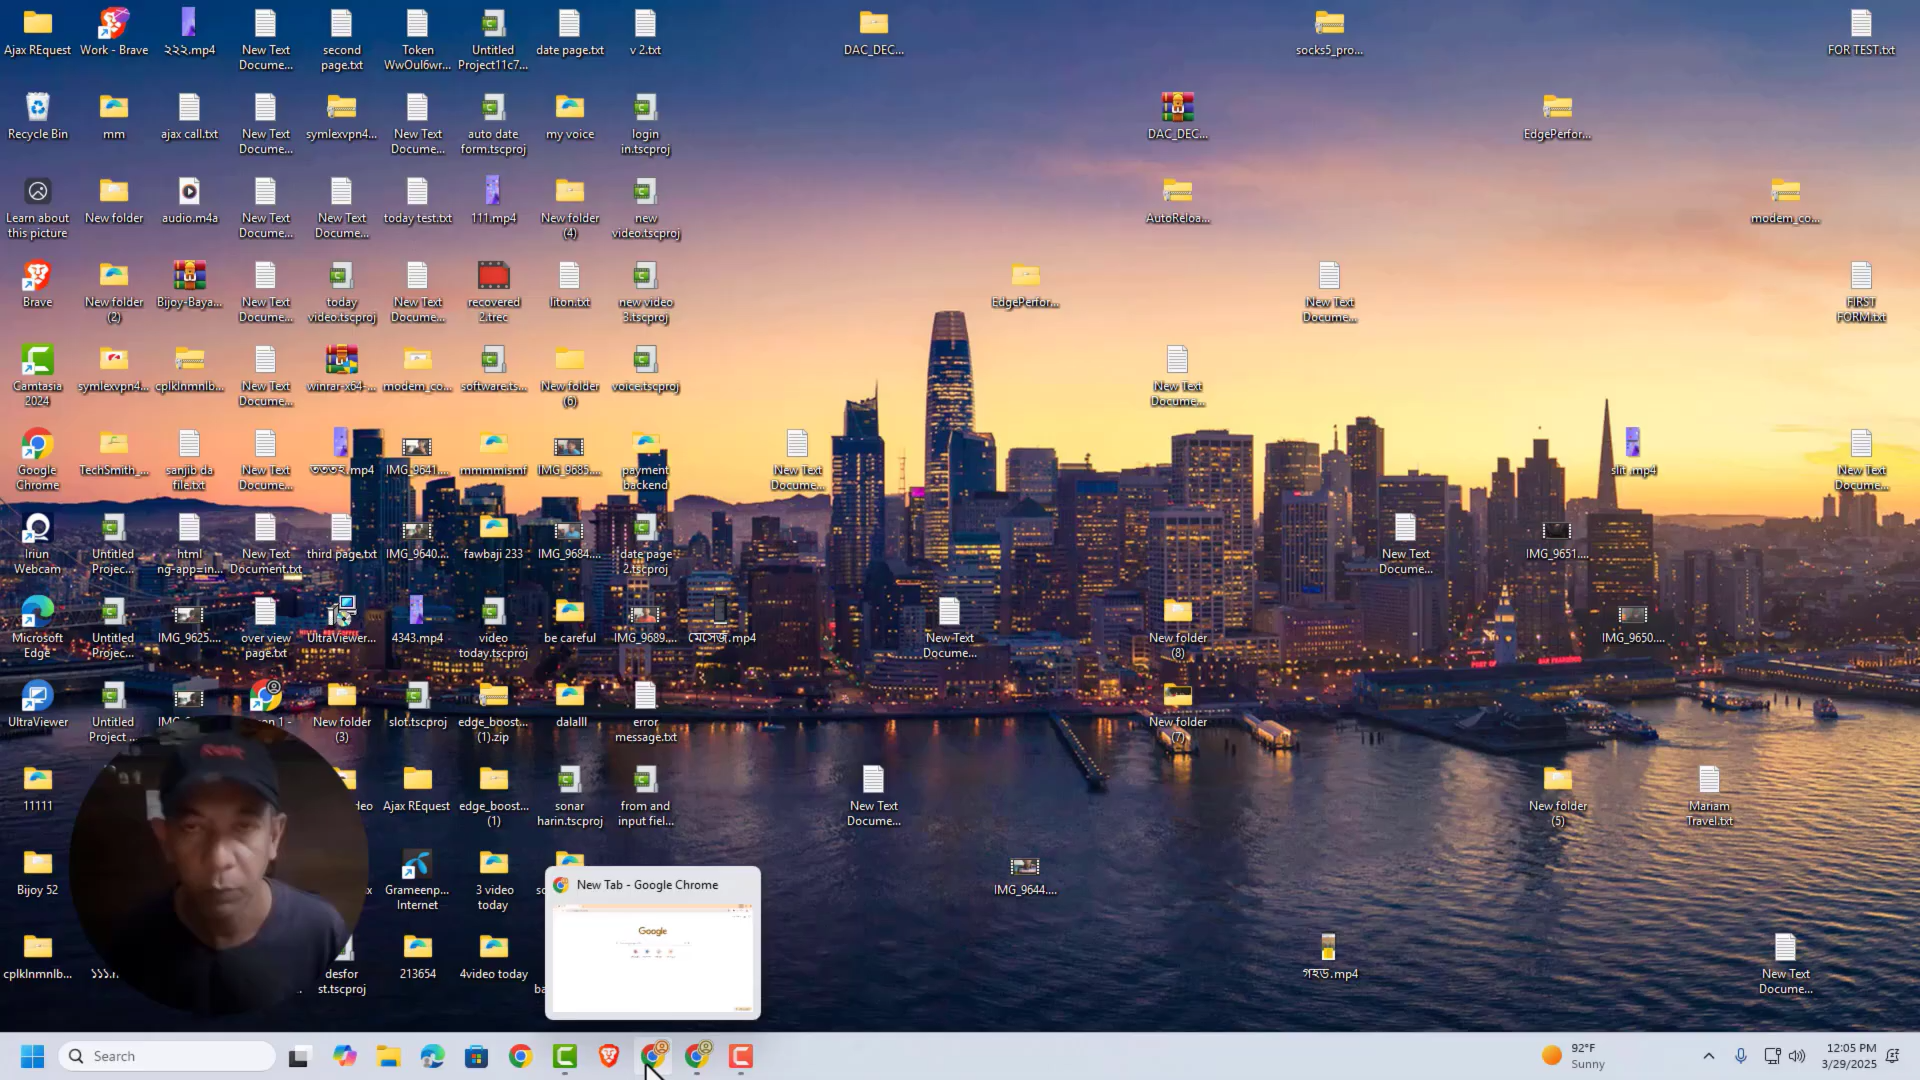 Ajax REquest
Work - Brave
২২২.mp4
New Text
Docume...
second
page.txt
Token
WwOul6wr...
Untitled
Project11c7...
date page.txt
v 2.txt
DAC_DEC...
socks5_pro...
FOR TEST.txt
Recycle Bin
mm
ajax call.txt
New Text
Docume...
symlexvpn4...
New Text
Docume...
auto date
form.tscproj
my voice
login
in.tscproj
DAC_DEC...
EdgePerfor...
Learn about
this picture
New folder
audio.m4a
New Text
Docume...
New Text
Docume...
today test.txt
111.mp4
New folder
(4)
new
video.tscproj
AutoReloa...
modem_co...
Brave
New folder
(2)
Bijoy-Baya...
New Text
Docume...
today
video.tscproj
New Text
Docume...
recovered
2.trec
liton.txt
new video
3.tscproj
EdgePerfor...
New Text
Docume...
FIRST
FORM.txt
Camtasia
2024
symlexvpn4...
cplklnmnlb...
New Text
Docume...
winrar-x64-...
modem_co...
software.ts...
New folder
(6)
voice.tscproj
New Text
Docume...
Google
Chrome
TechSmith_...
sanjib da
file.txt
New Text
Docume...
তততই.mp4
IMG_9641....
mmmmismf
IMG_9685....
payment
backend
New Text
Docume...
slit .mp4
New Text
Docume...
Iriun
Webcam
Untitled
Projec...
html
ng-app=in...
New Text
Document.txt
third page.txt
IMG_9640....
fawbaji 233
IMG_9684....
date page
2.tscproj
New Text
Docume...
IMG_9651....
Microsoft
Edge
Untitled
Projec...
IMG_9625....
over view
page.txt
UltraViewer...
4343.mp4
video
today.tscproj
be careful
IMG_9689....
মেসেজ.mp4
New Text
Docume...
New folder
(8)
IMG_9650....
UltraViewer
Untitled
Project ...
New folder
(3)
slot.tscproj
edge_boost...
(1).zip
dalalll
error
message.txt
New folder
(7)
11111
Ajax REquest
edge_boost...
(1)
sonar
harin.tscproj
from and
input fiel...
New Text
Docume...
New folder
(5)
Mariam
Travel.txt
Bijoy 52
Grameenp...
Internet
3 video
today
New Tab - Google Chrome
Google
IMG_9644....
cplklnmnlb...
desfor
st.tscproj
213654
4video today
গহড.mp4
New Text
Docume...
Search
92°F
Sunny
12:05 PM
3/29/2025